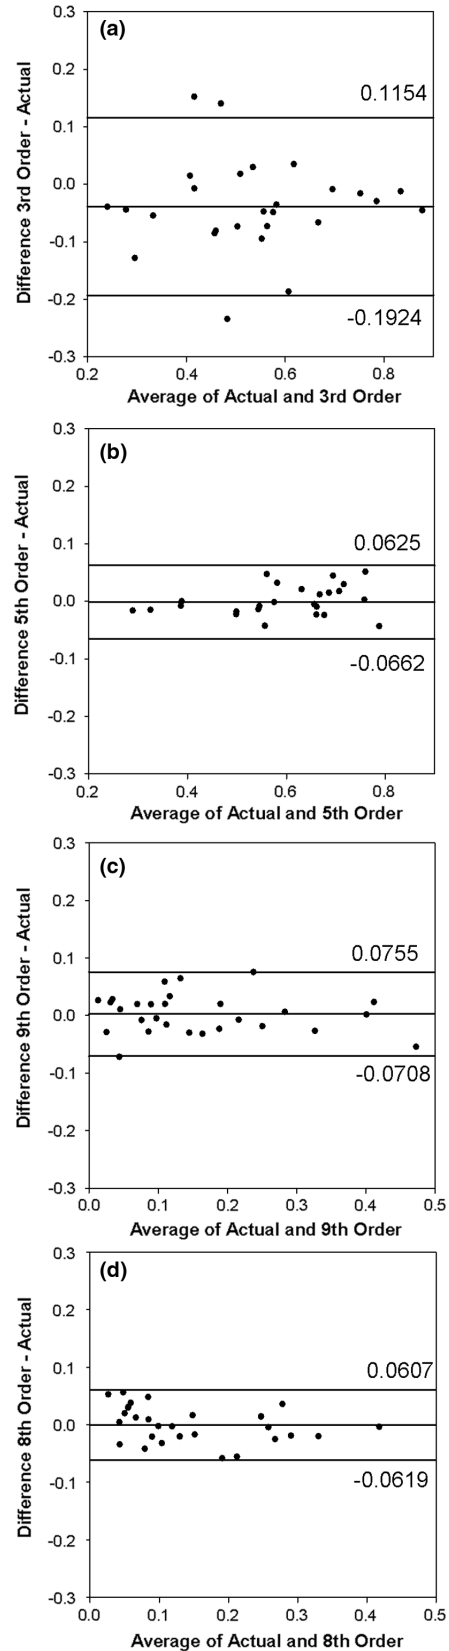 (a)
0.3
0.2
0.1
0.0
-0.1
-0.2
-0.3
Difference 3rd Order - Actual
0.1154
-0.1924
0.2 0.4 0.6 0.8
Average of Actual and 3rd Order
(b)
0.3
0.2
0.1
0.0
-0.1
-0.2
-0.3
Difference 5th Order - Actual
0.0625
-0.0662
0.2 0.4 0.6 0.8
Average of Actual and 5th Order
(c)
0.3
0.2
0.1
0.0
-0.1
-0.2
-0.3
Difference 9th Order - Actual
0.0755
-0.0708
0.0 0.1 0.2 0.3 0.4 0.5
Average of Actual and 9th Order
(d)
0.3
0.2
0.1
0.0
-0.1
-0.2
-0.3
Difference 8th Order - Actual
0.0607
-0.0619
0.0 0.1 0.2 0.3 0.4 0.5
Average of Actual and 8th Order